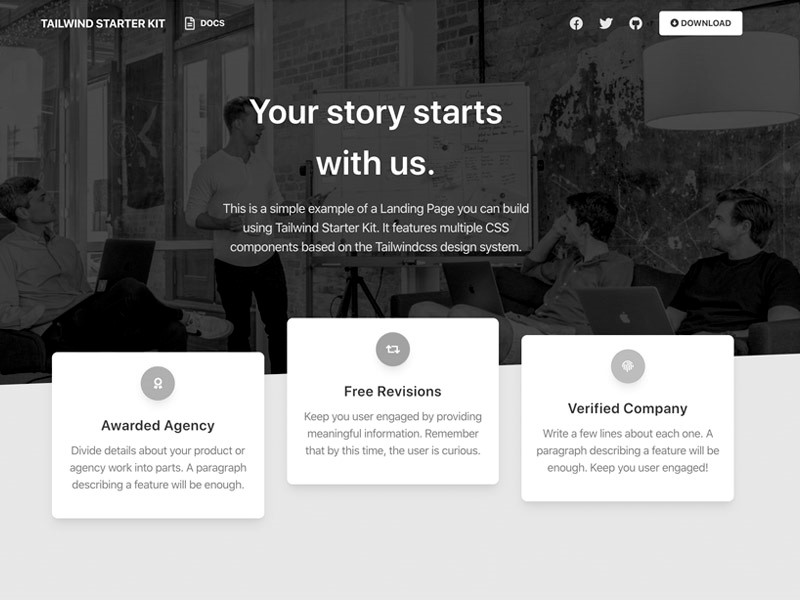 TAILWIND STARTER KIT
DOCS
DOWNLOAD
Your story starts
with us.
This is a simple example of a Landing Page you can build
using Tailwind Starter Kit. It features multiple CSS
components based on the Tailwindcss design system.
Awarded Agency
Divide details about your product or
agency work into parts. A paragraph
describing a feature will be enough.
Free Revisions
Keep you user engaged by providing
meaningful information. Remember
that by this time, the user is curious.
Verified Company
Write a few lines about each one. A
paragraph describing a feature will be
enough. Keep you user engaged!